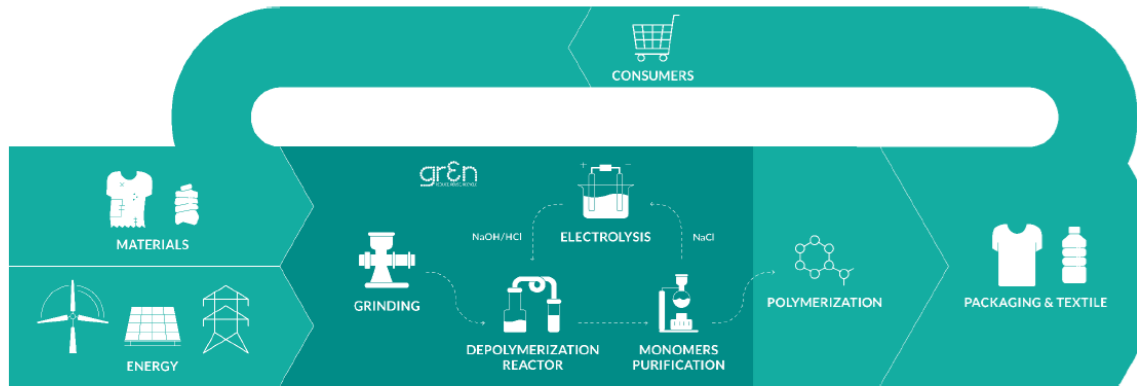 CONSUMERS
gr3n
MATERIALS
ENERGY
GRINDING
NaOH/HCl
ELECTROLYSIS
+ −
NaCl
DEPOLYMERIZATION
REACTOR
MONOMERS
PURIFICATION
POLYMERIZATION
PACKAGING & TEXTILE